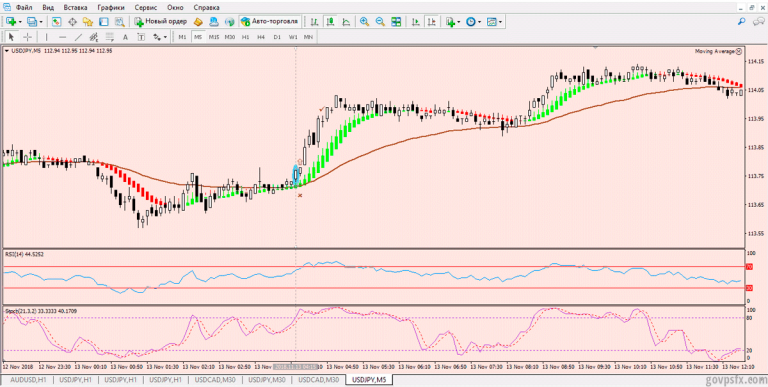 Файл Вид Вставка Графики Сервис Окно Справка
Новый ордер Авто-торговля
A T M1 M5 M15 M30 H1 H4 D1 W1 MN
USDJPY,M5 112.94 112.95 112.94 112.95
Moving Average
114.15
114.05
113.95
113.85
113.75
113.65
113.55
RSI(14) 44.5252
100
70
30
0
Stoch(21,3,2) 33.3333 40.1709
100
80
20
0
12 Nov 2018 12 Nov 23:30 13 Nov 00:10 13 Nov 00:50 13 Nov 01:30 13 Nov 02:10 13 Nov 02:50 13 Nov 03:30 13 Nov 04:50 13 Nov 05:30 13 Nov 06:10 13 Nov 06:50 13 Nov 07:30 13 Nov 08:10 13 Nov 08:50 13 Nov 09:30 13 Nov 10:10 13 Nov 10:50 13 Nov 11:30 13 Nov 12:10
AUDUSD,H1 USDJPY,H1 USDJPY,H1 USDJPY,H1 USDCAD,M30 USDJPY,M30 USDCAD,M30 USDJPY,M5
govpsfx.com